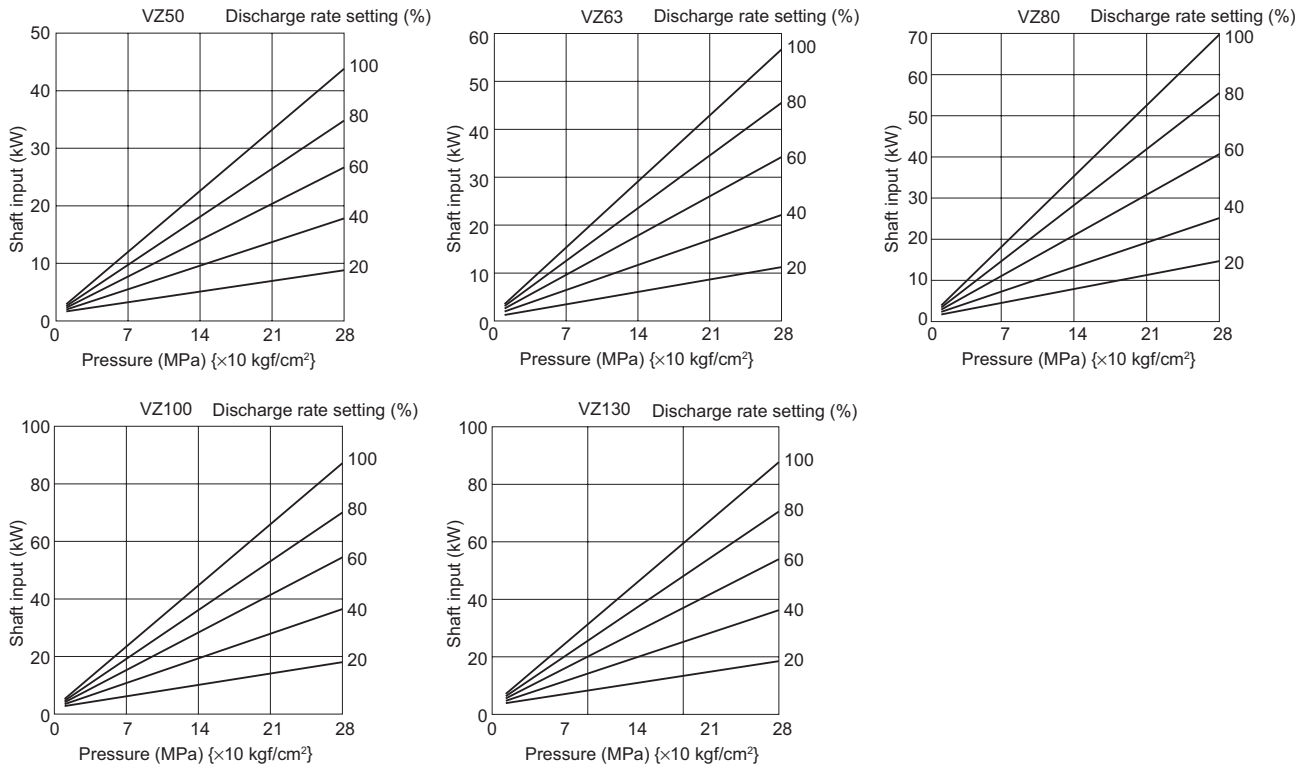 VZ50 Discharge rate setting (%)
50
40
30
20
10
0
Shaft input (kW)
100
80
60
40
20
0 7 14 21 28
Pressure (MPa) {×10 kgf/cm²}
VZ63 Discharge rate setting (%)
60
50
40
30
20
10
0
Shaft input (kW)
100
80
60
40
20
0 7 14 21 28
Pressure (MPa) {×10 kgf/cm²}
VZ80 Discharge rate setting (%)
70
60
50
40
30
20
10
0
Shaft input (kW)
100
80
60
40
20
0 7 14 21 28
Pressure (MPa) {×10 kgf/cm²}
VZ100 Discharge rate setting (%)
100
80
60
40
20
0
Shaft input (kW)
100
80
60
40
20
0 7 14 21 28
Pressure (MPa) {×10 kgf/cm²}
VZ130 Discharge rate setting (%)
100
80
60
40
20
0
Shaft input (kW)
100
80
60
40
20
0 7 14 21 28
Pressure (MPa) {×10 kgf/cm²}